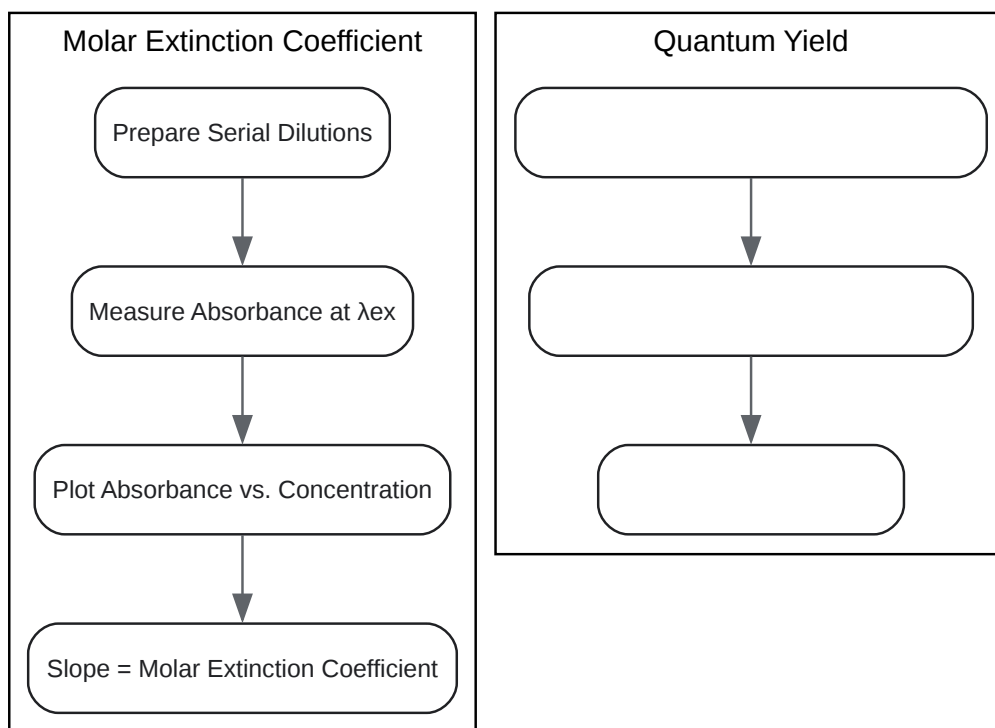 Molar Extinction Coefficient
Prepare Serial Dilutions
Measure Absorbance at λex
Plot Absorbance vs. Concentration
Slope = Molar Extinction Coefficient
Quantum Yield